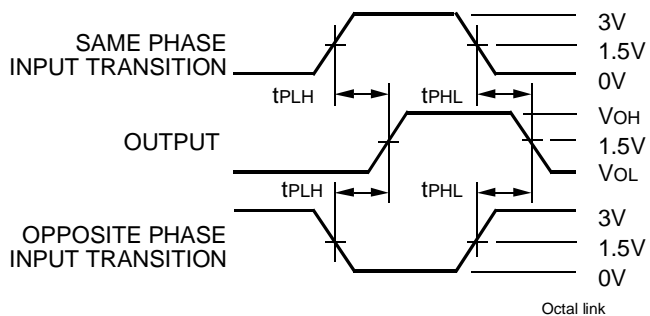 SAME PHASE
INPUT TRANSITION
3V
1.5V
0V
tPLH
tPHL
OUTPUT
VOH
1.5V
VOL
tPLH
tPHL
OPPOSITE PHASE
INPUT TRANSITION
3V
1.5V
0V
Octal link